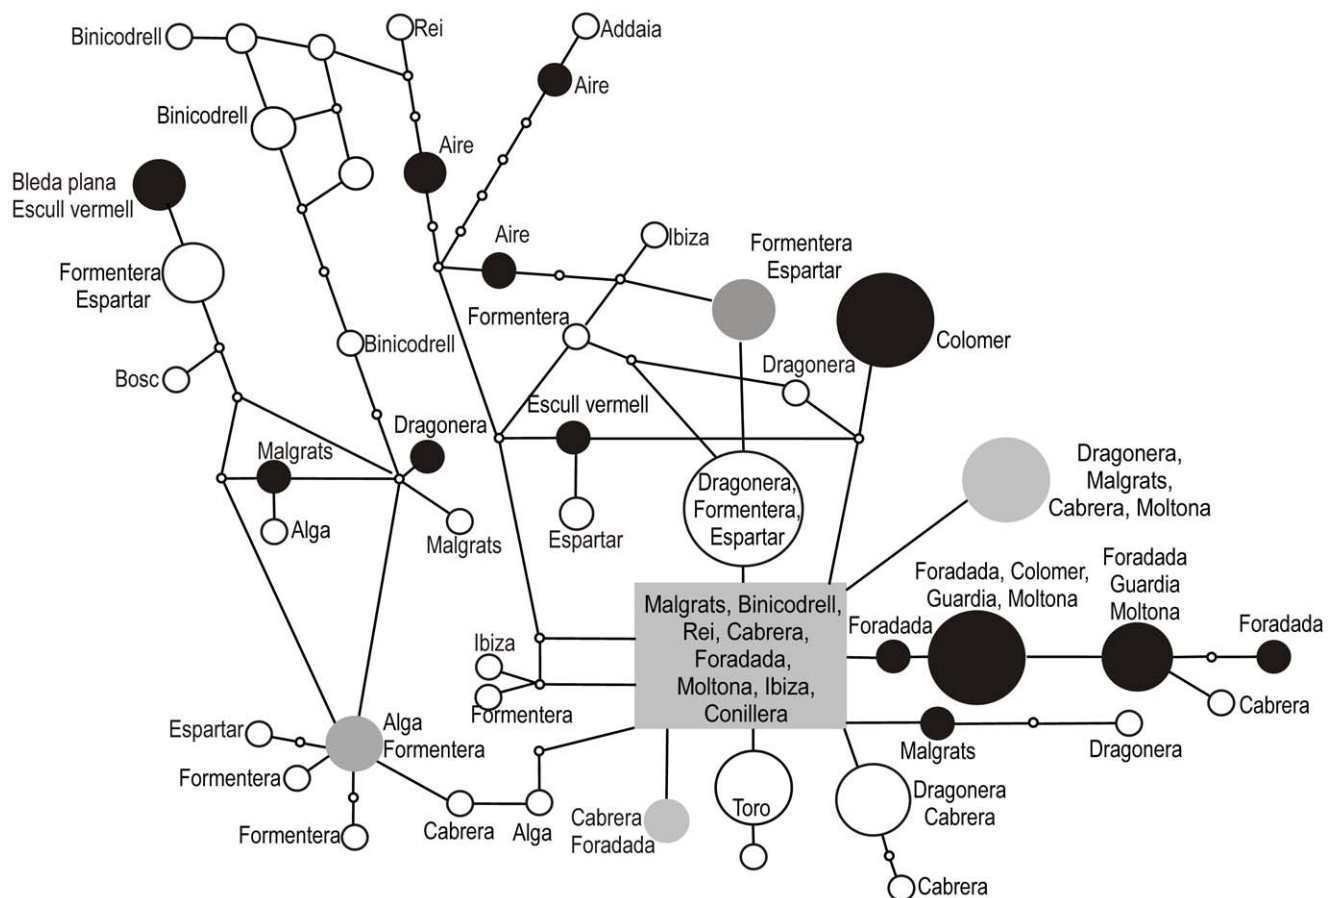 Rei
Addaia
Binicodrell
Aire
Binicodrell
Aire
Bleda plana
Escull vermell
Aire
Ibiza
Formentera
Espartar
Formentera
Espartar
Formentera
Colomer
Binicodrell
Dragonera
Bosc
Escull vermell
Dragonera
Malgrats
Dragonera,
Malgrats,
Cabrera, Moltona
Dragonera,
Formentera,
Espartar
Alga
Malgrats
Espartar
Foradada, Colomer,
Guardia, Moltona
Foradada
Guardia
Moltona
Malgrats, Binicodrell,
Rei, Cabrera,
Foradada,
Moltona, Ibiza,
Conillera
Foradada
Foradada
Ibiza
Formentera
Cabrera
Alga
Formentera
Espartar
Malgrats
Dragonera
Formentera
Formentera
Cabrera
Alga
Cabrera
Foradada
Toro
Dragonera
Cabrera
Cabrera